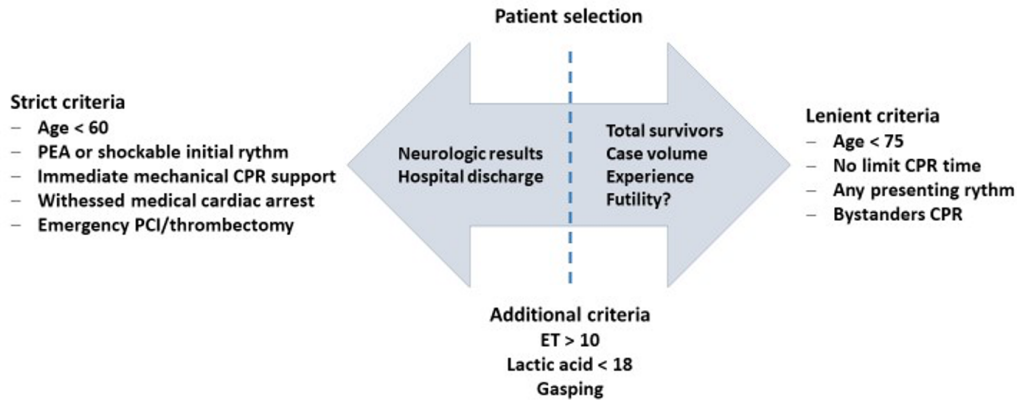 Patient selection
Strict criteria
– Age < 60
– PEA or shockable initial rythm
– Immediate mechanical CPR support
– Withessed medical cardiac arrest
– Emergency PCI/thrombectomy
Neurologic results
Hospital discharge
Total survivors
Case volume
Experience
Futility?
Lenient criteria
– Age < 75
– No limit CPR time
– Any presenting rythm
– Bystanders CPR
Additional criteria
ET > 10
Lactic acid < 18
Gasping